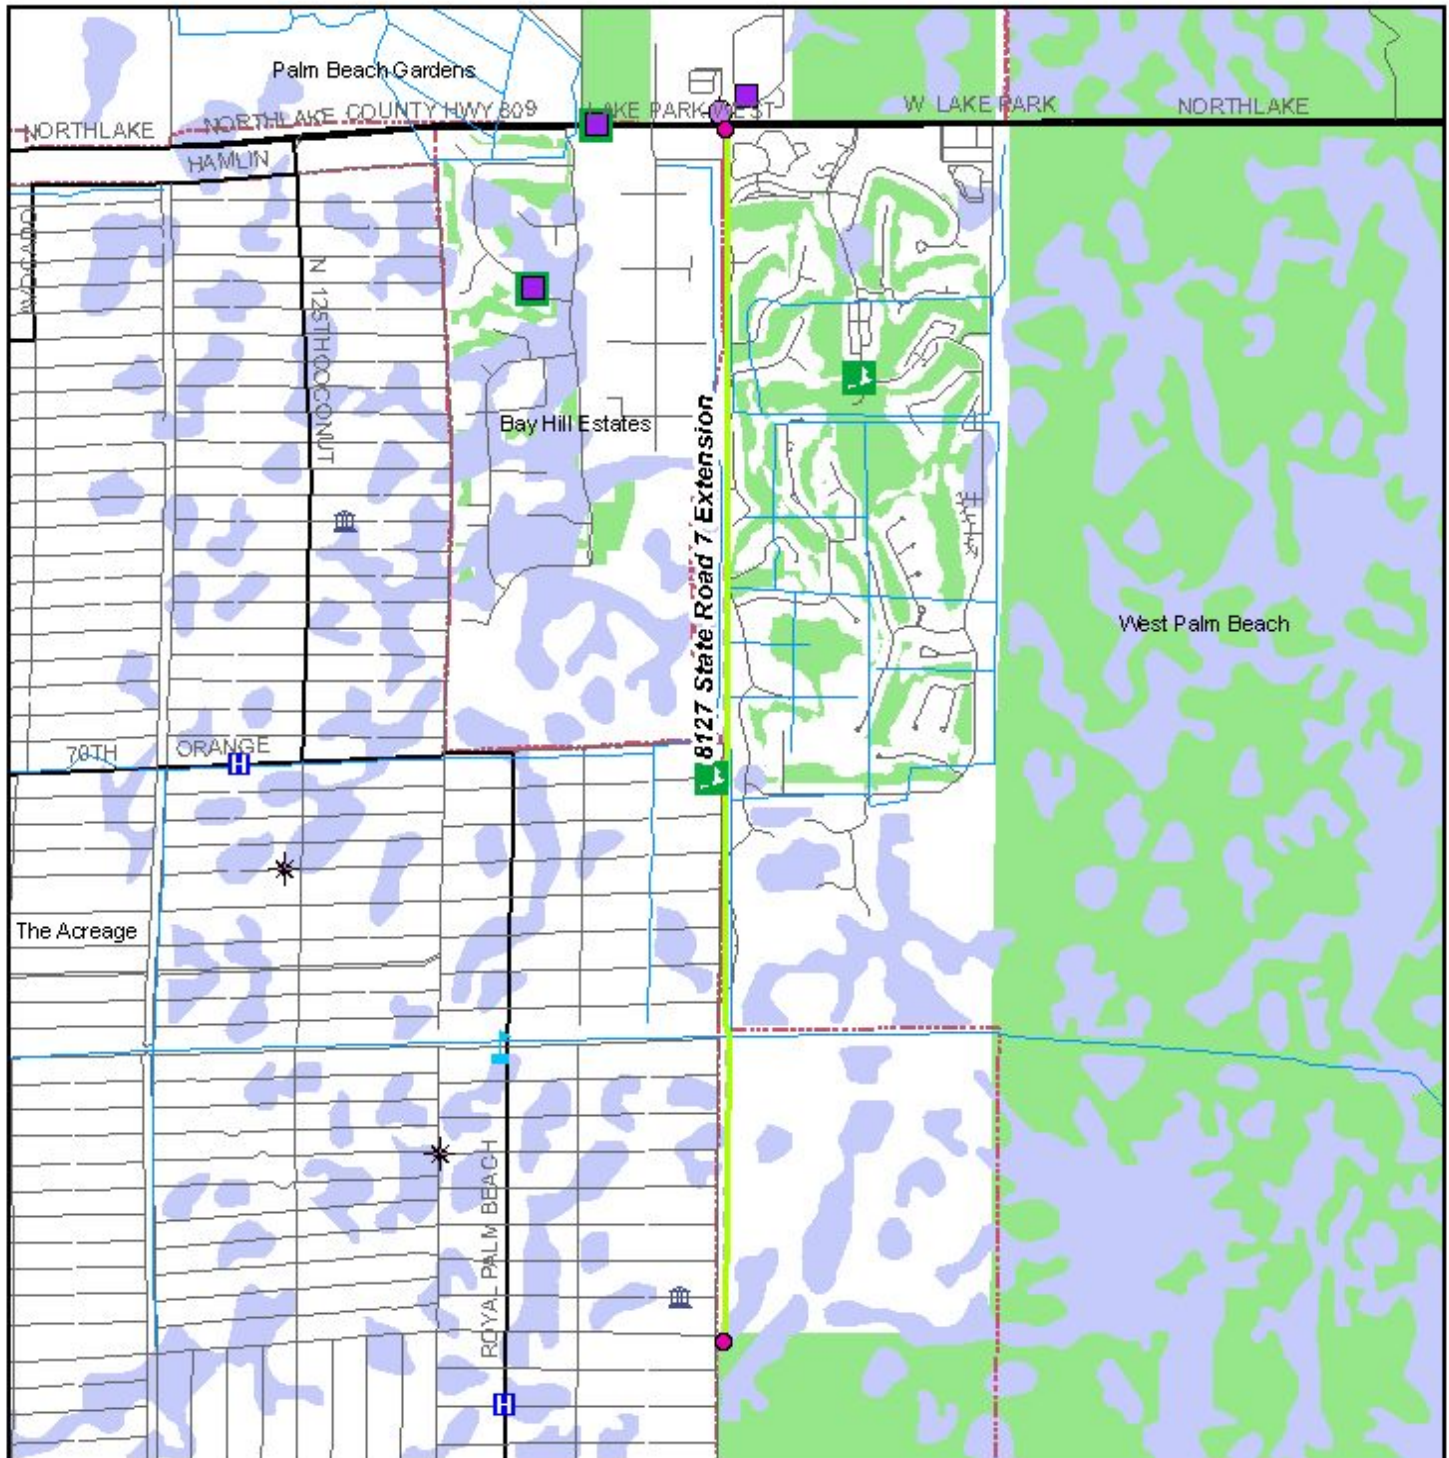 Palm Beach Gardens
NORTHLAKE
NORTHLAKE COUNTY HWY 809
LAKE PARK WEST
W LAKE PARK
NORTHLAKE
HAMLIN
AVOCADO
N 125TH COCONUT
Bay Hill Estates
8127 State Road 7 Extension
West Palm Beach
70TH
ORANGE
H
The Acreage
ROYAL PALM BEACH
H